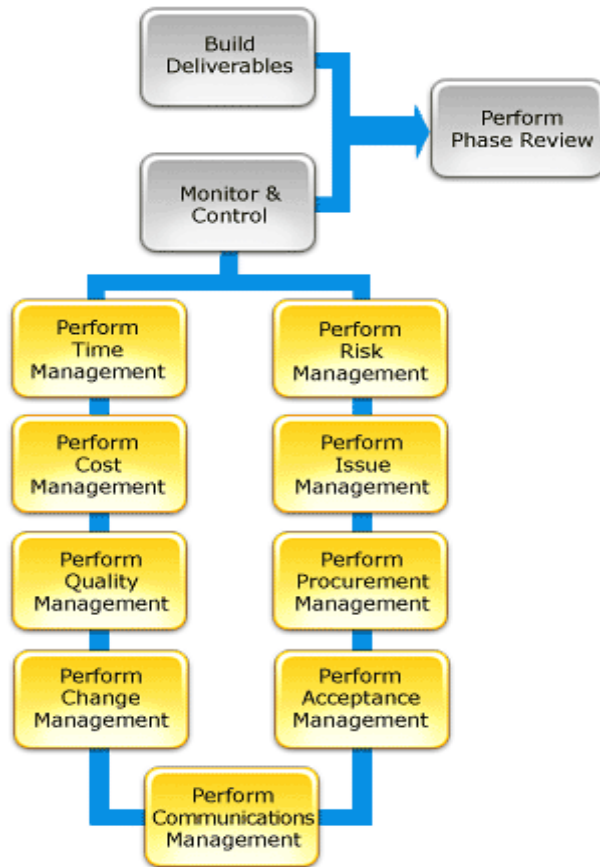 Build
Deliverables
Perform
Phase Review
Monitor &
Control
Perform
Time
Management
Perform
Risk
Management
Perform
Cost
Management
Perform
Issue
Management
Perform
Quality
Management
Perform
Procurement
Management
Perform
Change
Management
Perform
Acceptance
Management
Perform
Communications
Management